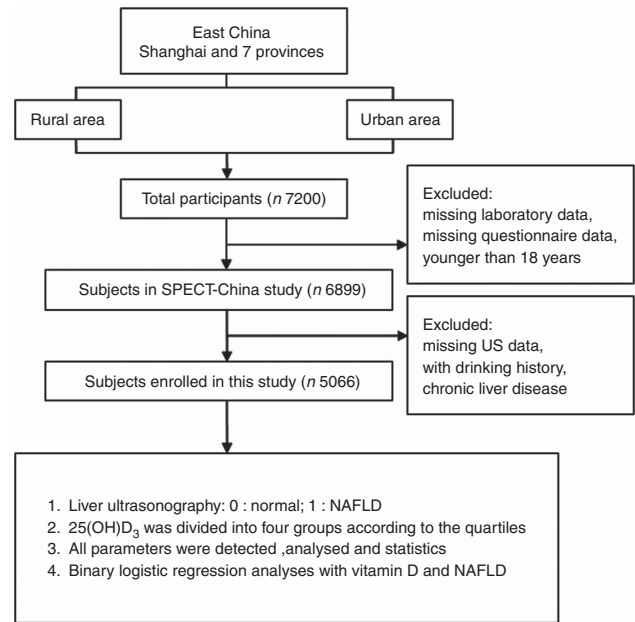 East China
Shanghai and 7 provinces
Rural area
Urban area
Total participants (n 7200)
Excluded:
missing laboratory data,
missing questionnaire data,
younger than 18 years
Subjects in SPECT-China study (n 6899)
Excluded:
missing US data,
with drinking history,
chronic liver disease
Subjects enrolled in this study (n 5066)
1. Liver ultrasonography: 0 : normal; 1 : NAFLD
2. 25(OH)D₃ was divided into four groups according to the quartiles
3. All parameters were detected ,analysed and statistics
4. Binary logistic regression analyses with vitamin D and NAFLD